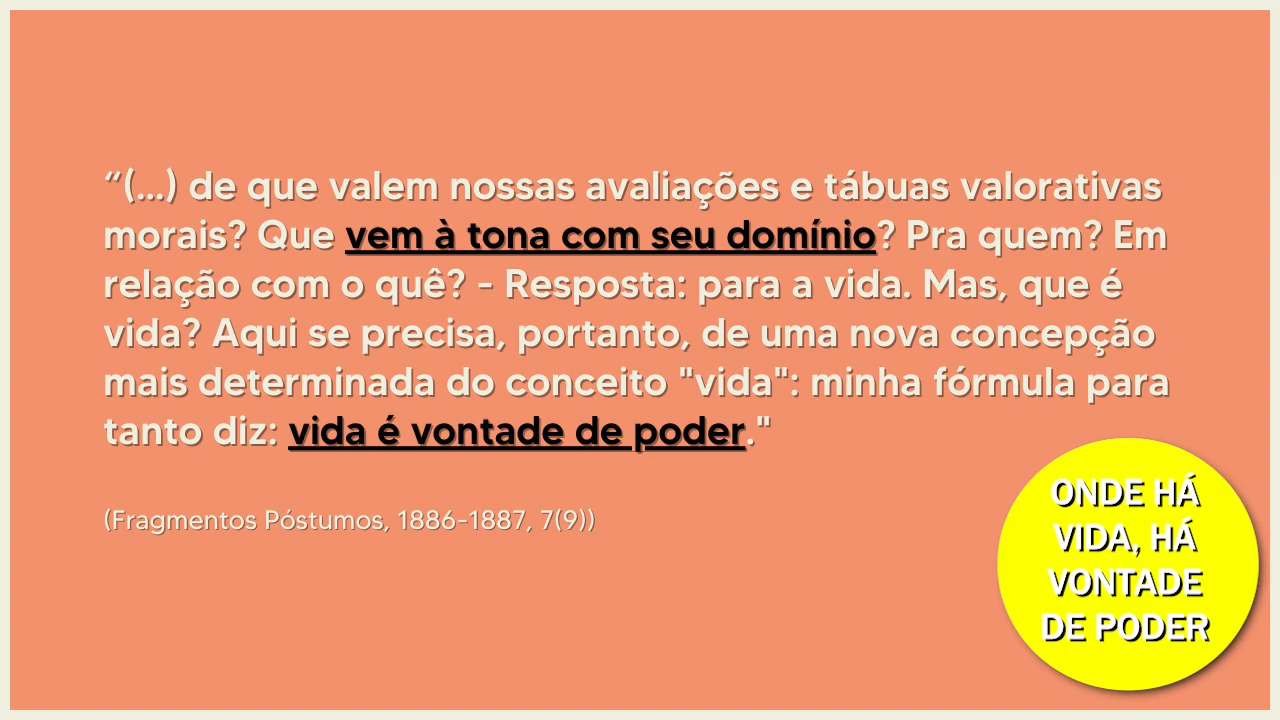 “(...) de que valem nossas avaliações e tábuas valorativas
morais? Que vem à tona com seu domínio? Pra quem? Em
relação com o quê? - Resposta: para a vida. Mas, que é
vida? Aqui se precisa, portanto, de uma nova concepção
mais determinada do conceito "vida": minha fórmula para
tanto diz: vida é vontade de poder."
(Fragmentos Póstumos, 1886-1887, 7(9))
ONDE HÁ
VIDA, HÁ
VONTADE
DE PODER